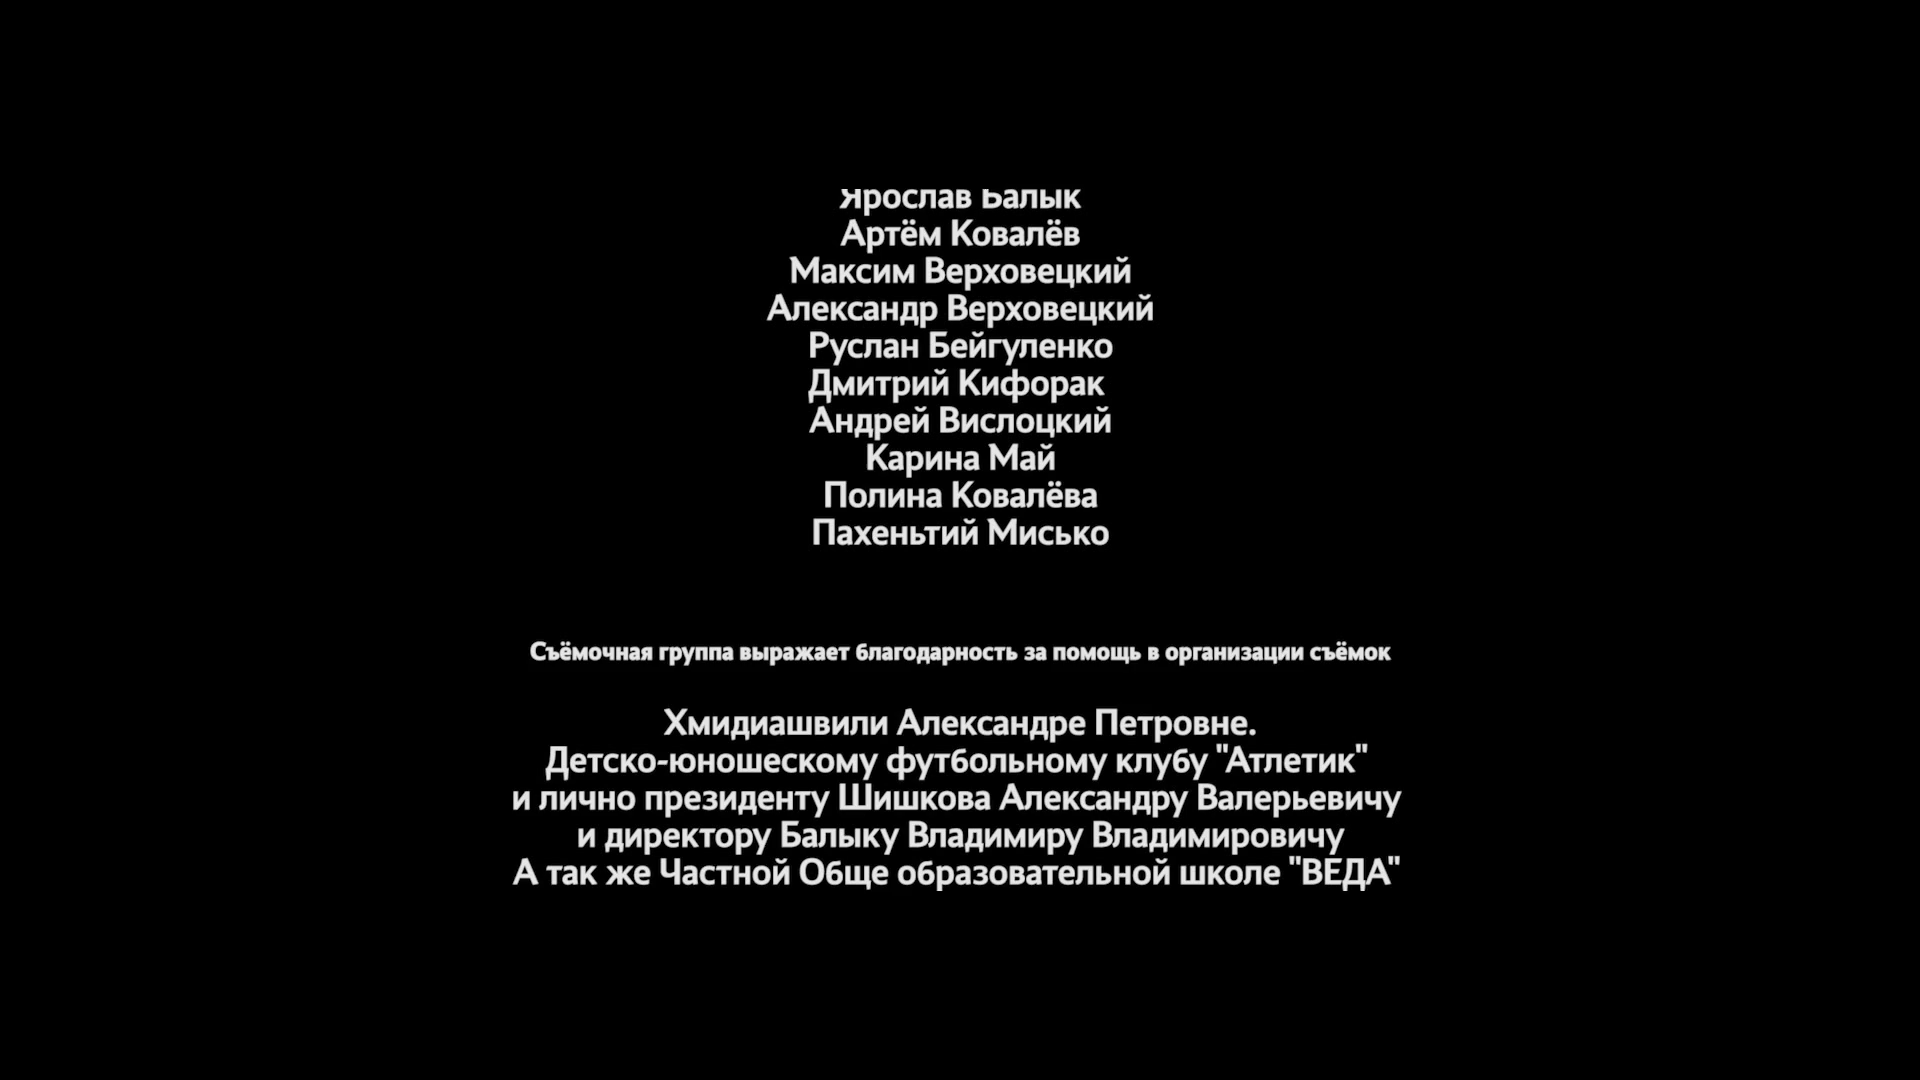 Ярослав Балык
Артём Ковалёв
Максим Верховецкий
Александр Верховецкий
Руслан Бейгуленко
Дмитрий Кифорак
Андрей Вислоцкий
Карина Май
Полина Ковалёва
Пахеньтий Мисько
Съёмочная группа выражает благодарность за помощь в организации съёмок
Хмидиашвили Александре Петровне.
Детско-юношескому футбольному клубу "Атлетик"
и лично президенту Шишкова Александру Валерьевичу
и директору Балыку Владимиру Владимировичу
А так же Частной Обще образовательной школе "ВЕДА"